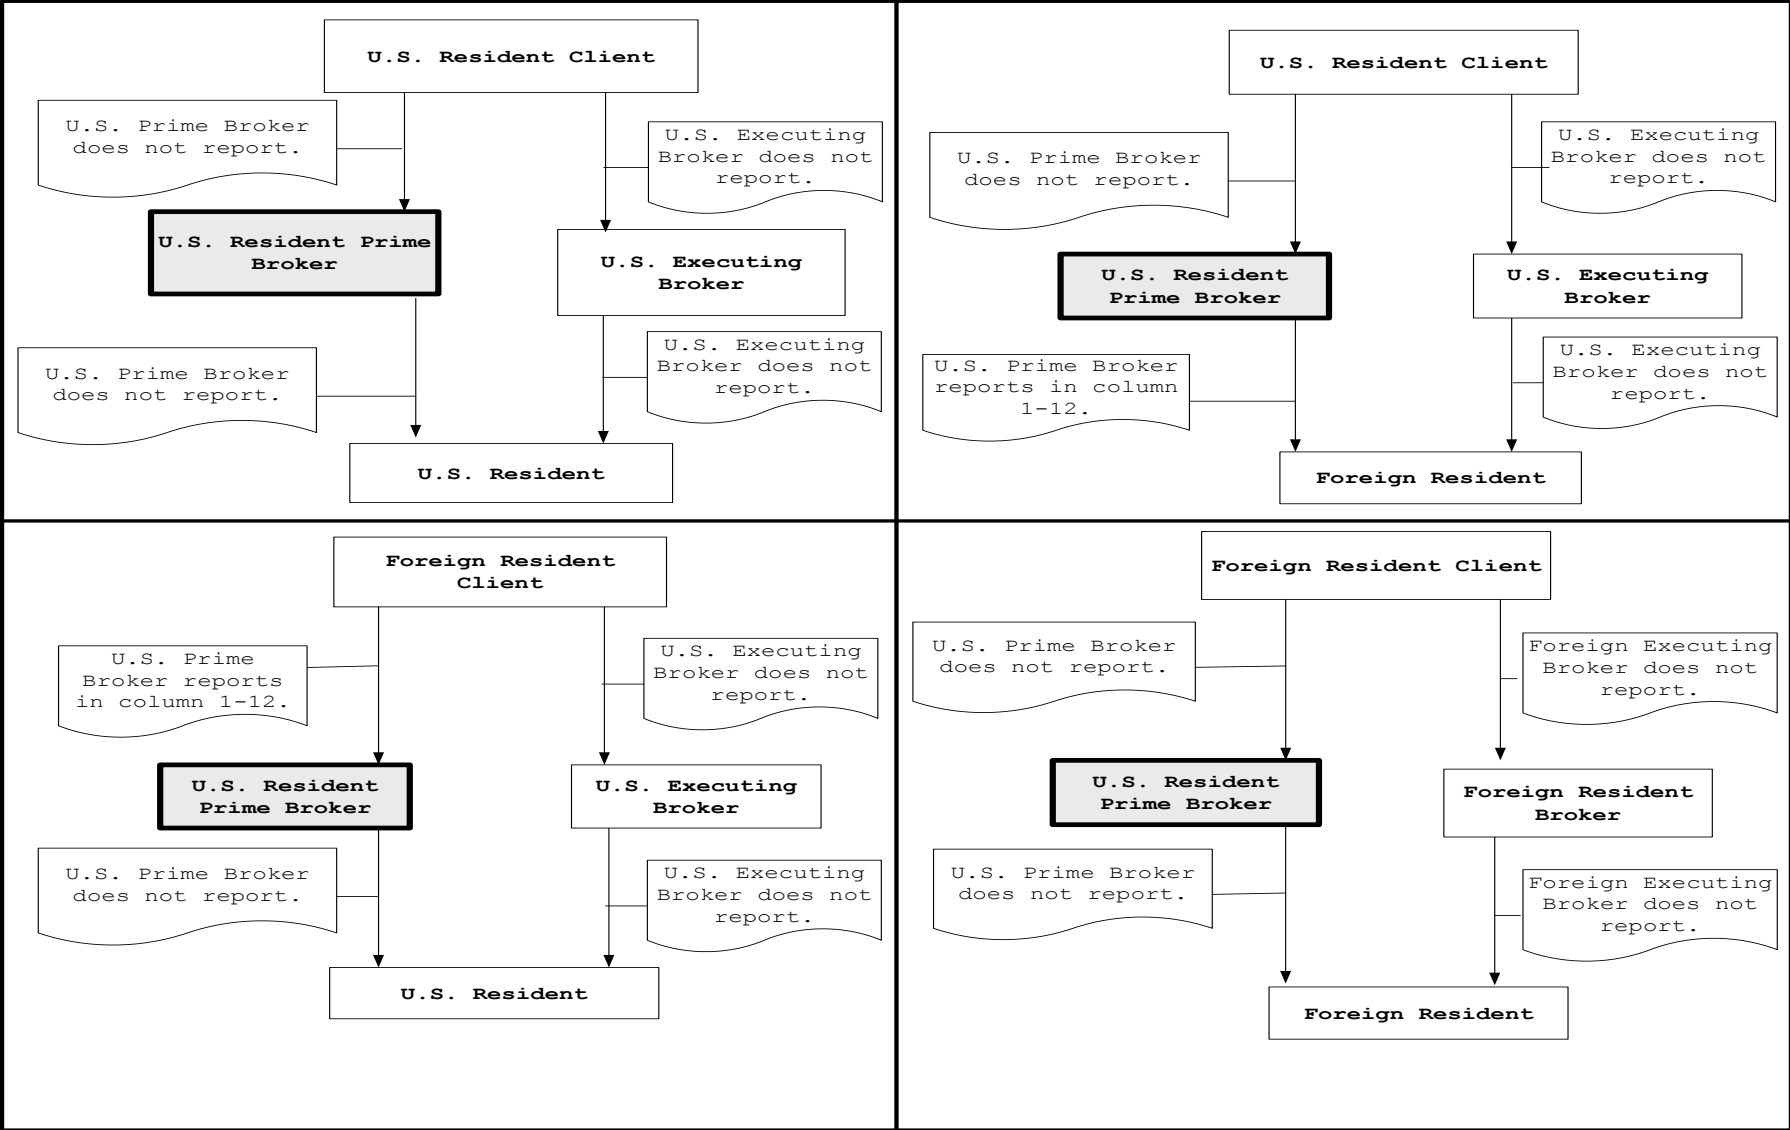 U.S. Resident Client
U.S. Prime Broker
does not report.
U.S. Executing
Broker does not
report.
U.S. Resident Prime
Broker
U.S. Executing
Broker
U.S. Prime Broker
does not report.
U.S. Executing
Broker does not
report.
U.S. Resident
U.S. Resident Client
U.S. Prime Broker
does not report.
U.S. Executing
Broker does not
report.
U.S. Resident
Prime Broker
U.S. Executing
Broker
U.S. Prime Broker
reports in column
1-12.
U.S. Executing
Broker does not
report.
Foreign Resident
Foreign Resident
Client
U.S. Prime
Broker reports
in column 1-12.
U.S. Executing
Broker does not
report.
U.S. Resident
Prime Broker
U.S. Executing
Broker
U.S. Prime Broker
does not report.
U.S. Executing
Broker does not
report.
U.S. Resident
Foreign Resident Client
U.S. Prime Broker
does not report.
Foreign Executing
Broker does not
report.
U.S. Resident
Prime Broker
Foreign Resident
Broker
U.S. Prime Broker
does not report.
Foreign Executing
Broker does not
report.
Foreign Resident